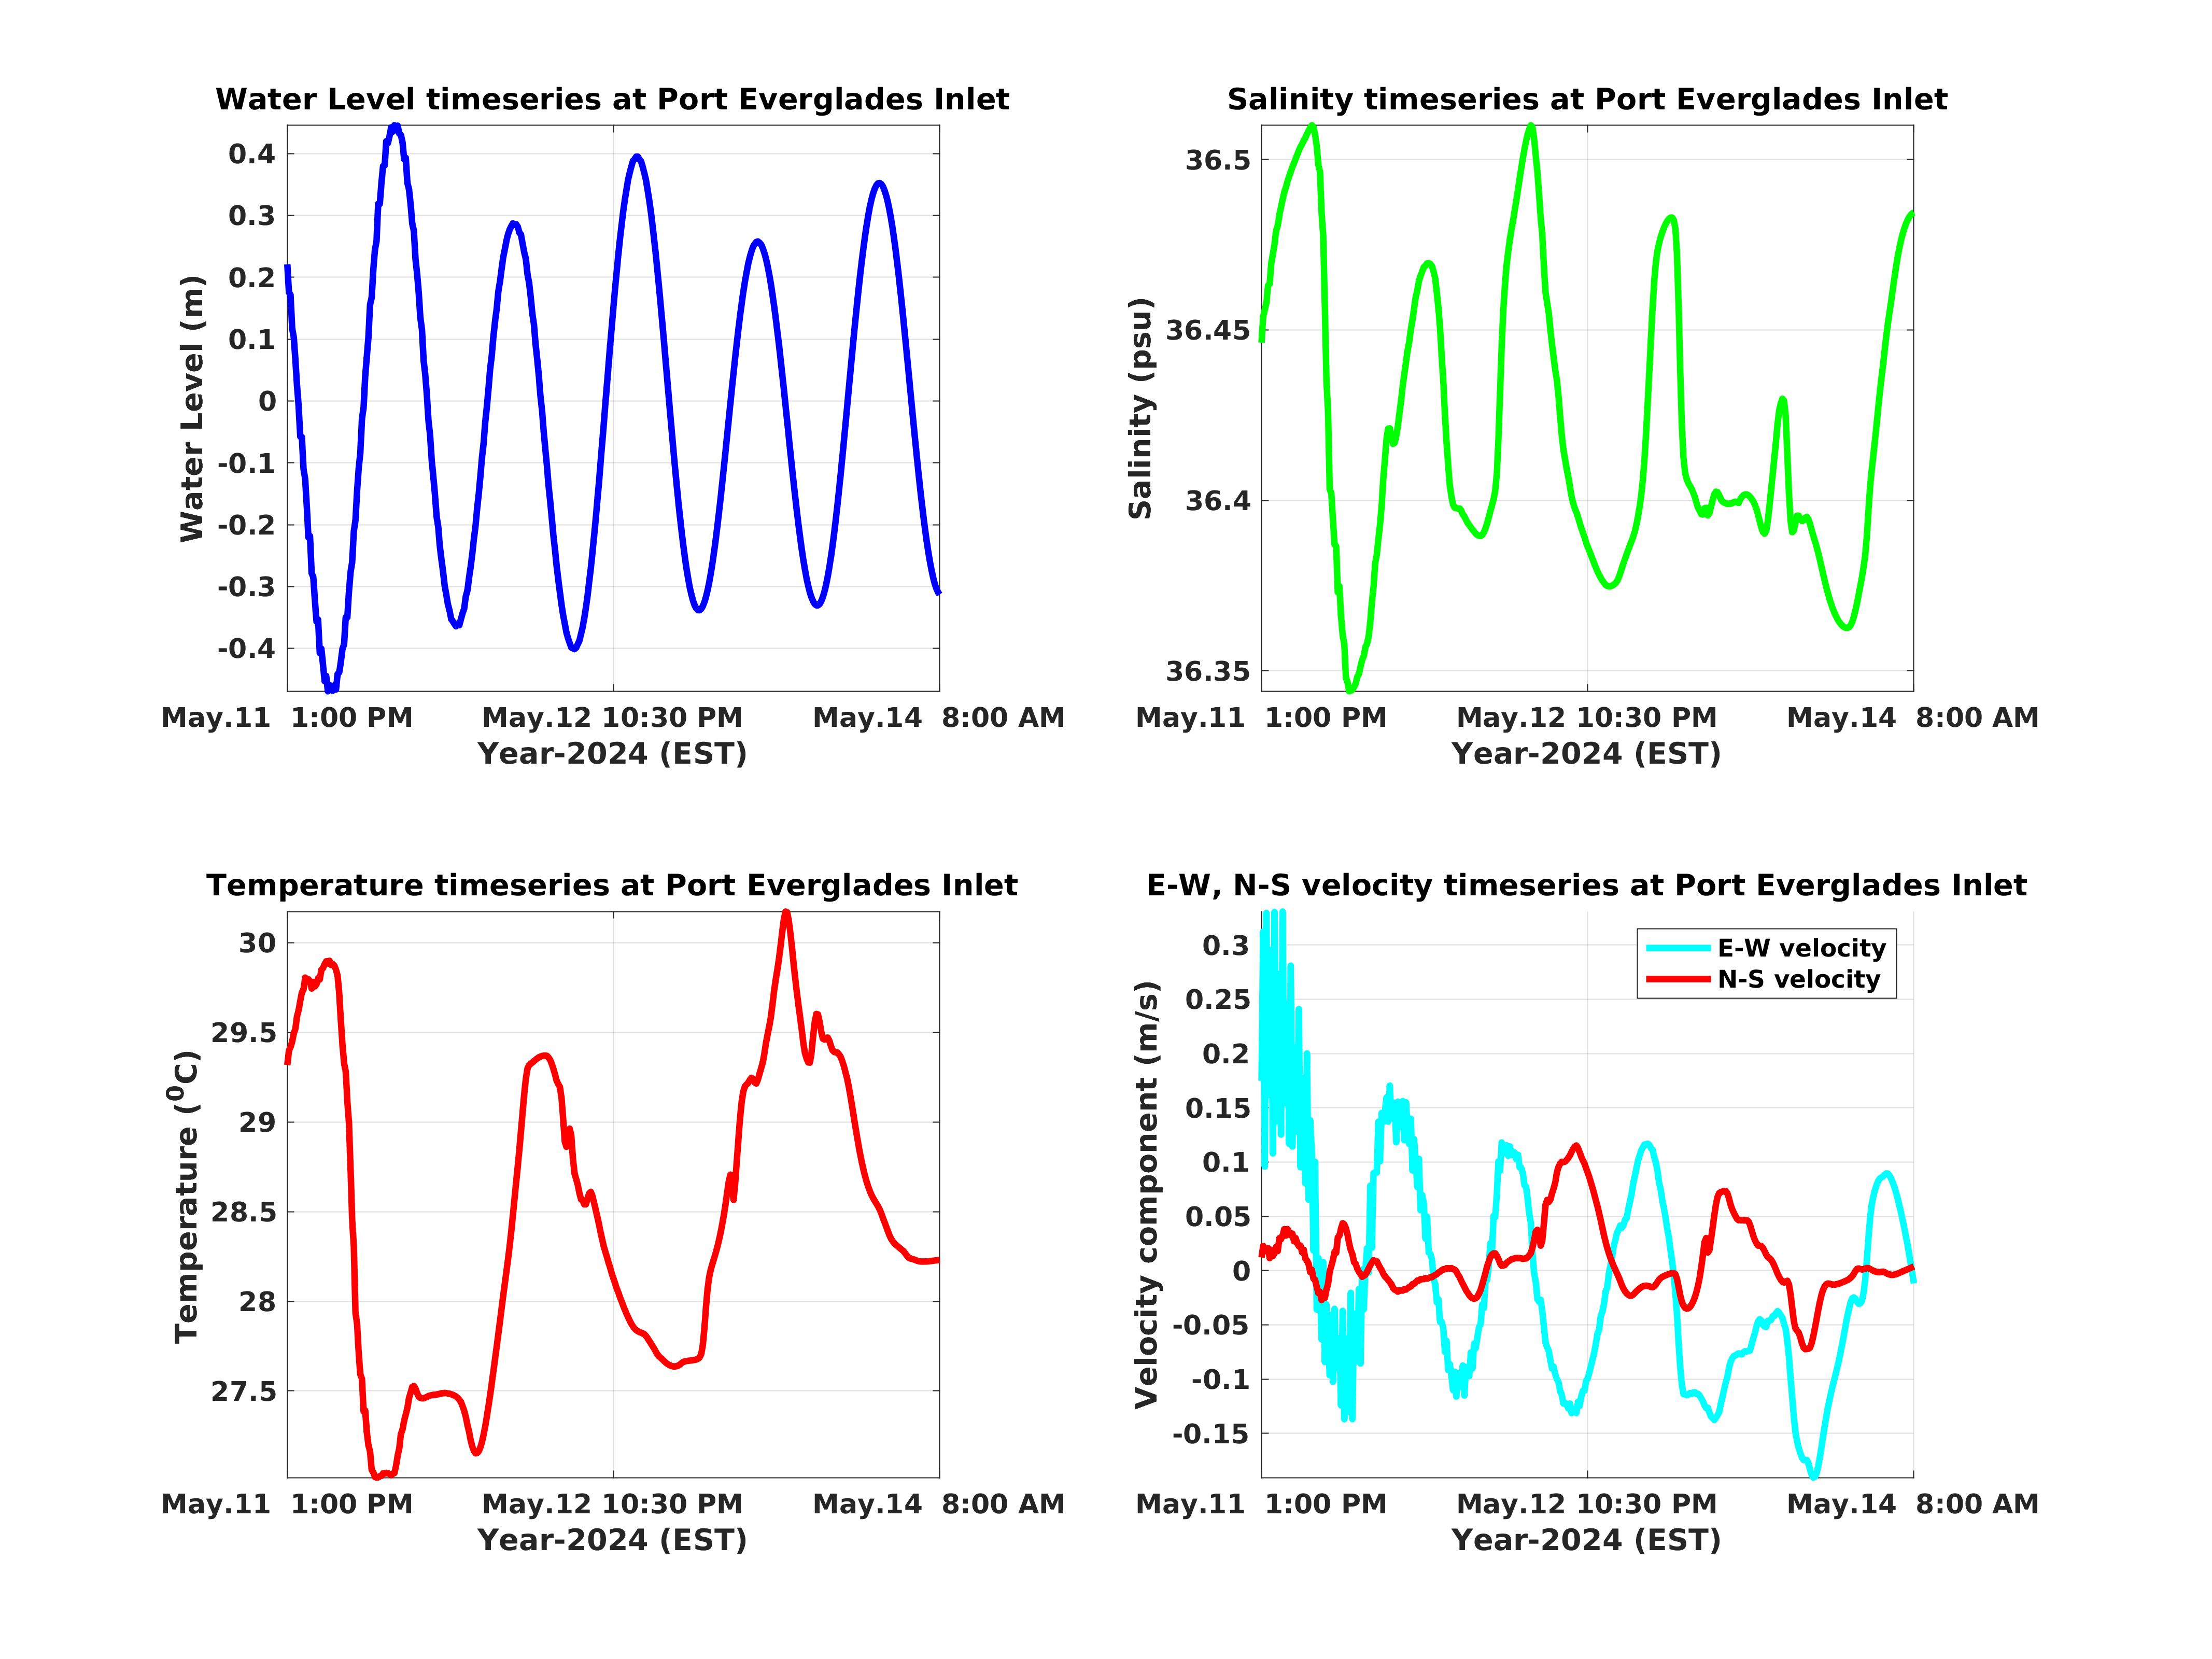 Water Level timeseries at Port Everglades Inlet
Water Level (m)
0.4
0.3
0.2
0.1
0
-0.1
-0.2
-0.3
-0.4
May.11 1:00 PM
May.12 10:30 PM
May.14 8:00 AM
Year-2024 (EST)
Salinity timeseries at Port Everglades Inlet
Salinity (psu)
36.5
36.45
36.4
36.35
May.11 1:00 PM
May.12 10:30 PM
May.14 8:00 AM
Year-2024 (EST)
Temperature timeseries at Port Everglades Inlet
Temperature (⁰C)
30
29.5
29
28.5
28
27.5
May.11 1:00 PM
May.12 10:30 PM
May.14 8:00 AM
Year-2024 (EST)
E-W, N-S velocity timeseries at Port Everglades Inlet
Velocity component (m/s)
0.3
0.25
0.2
0.15
0.1
0.05
0
-0.05
-0.1
-0.15
E-W velocity
N-S velocity
May.11 1:00 PM
May.12 10:30 PM
May.14 8:00 AM
Year-2024 (EST)